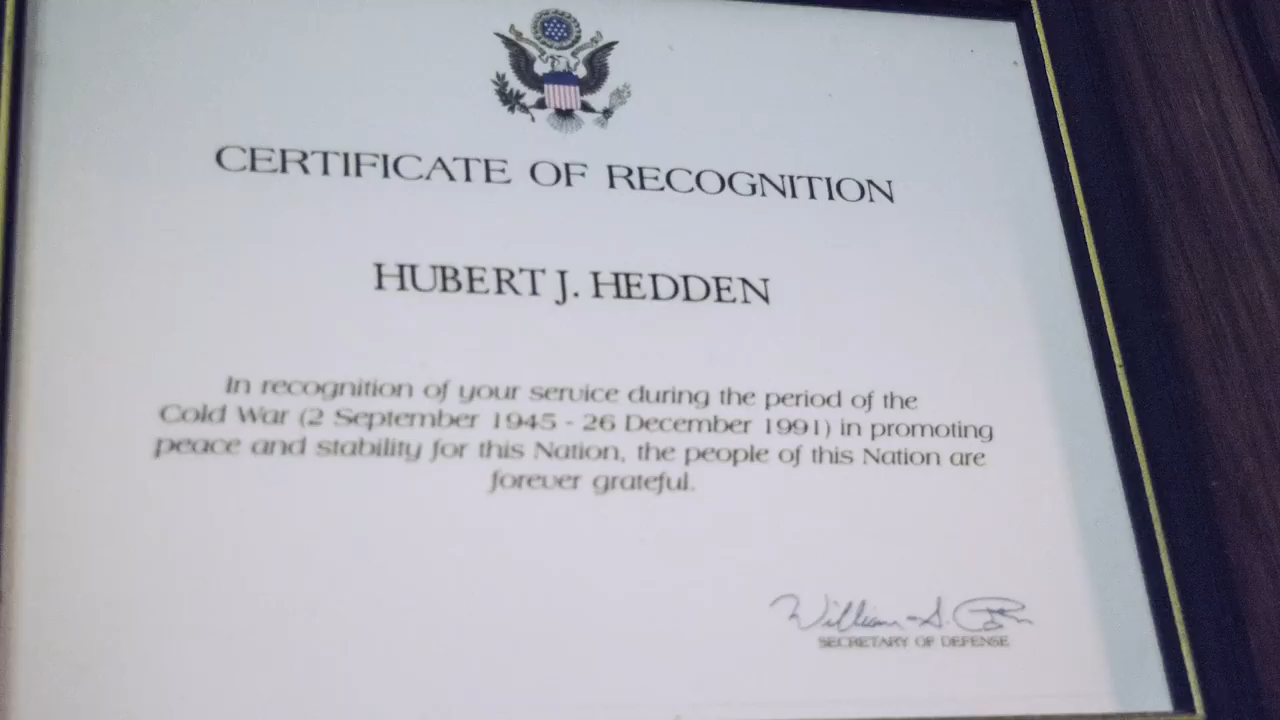 CERTIFICATE OF RECOGNITION
HUBERT J. HEDDEN
In recognition of your service during the period of the
Cold War (2 September 1945 - 26 December 1991) in promoting
peace and stability for this Nation, the people of this Nation are
forever grateful.
William S. Cohen
SECRETARY OF DEFENSE